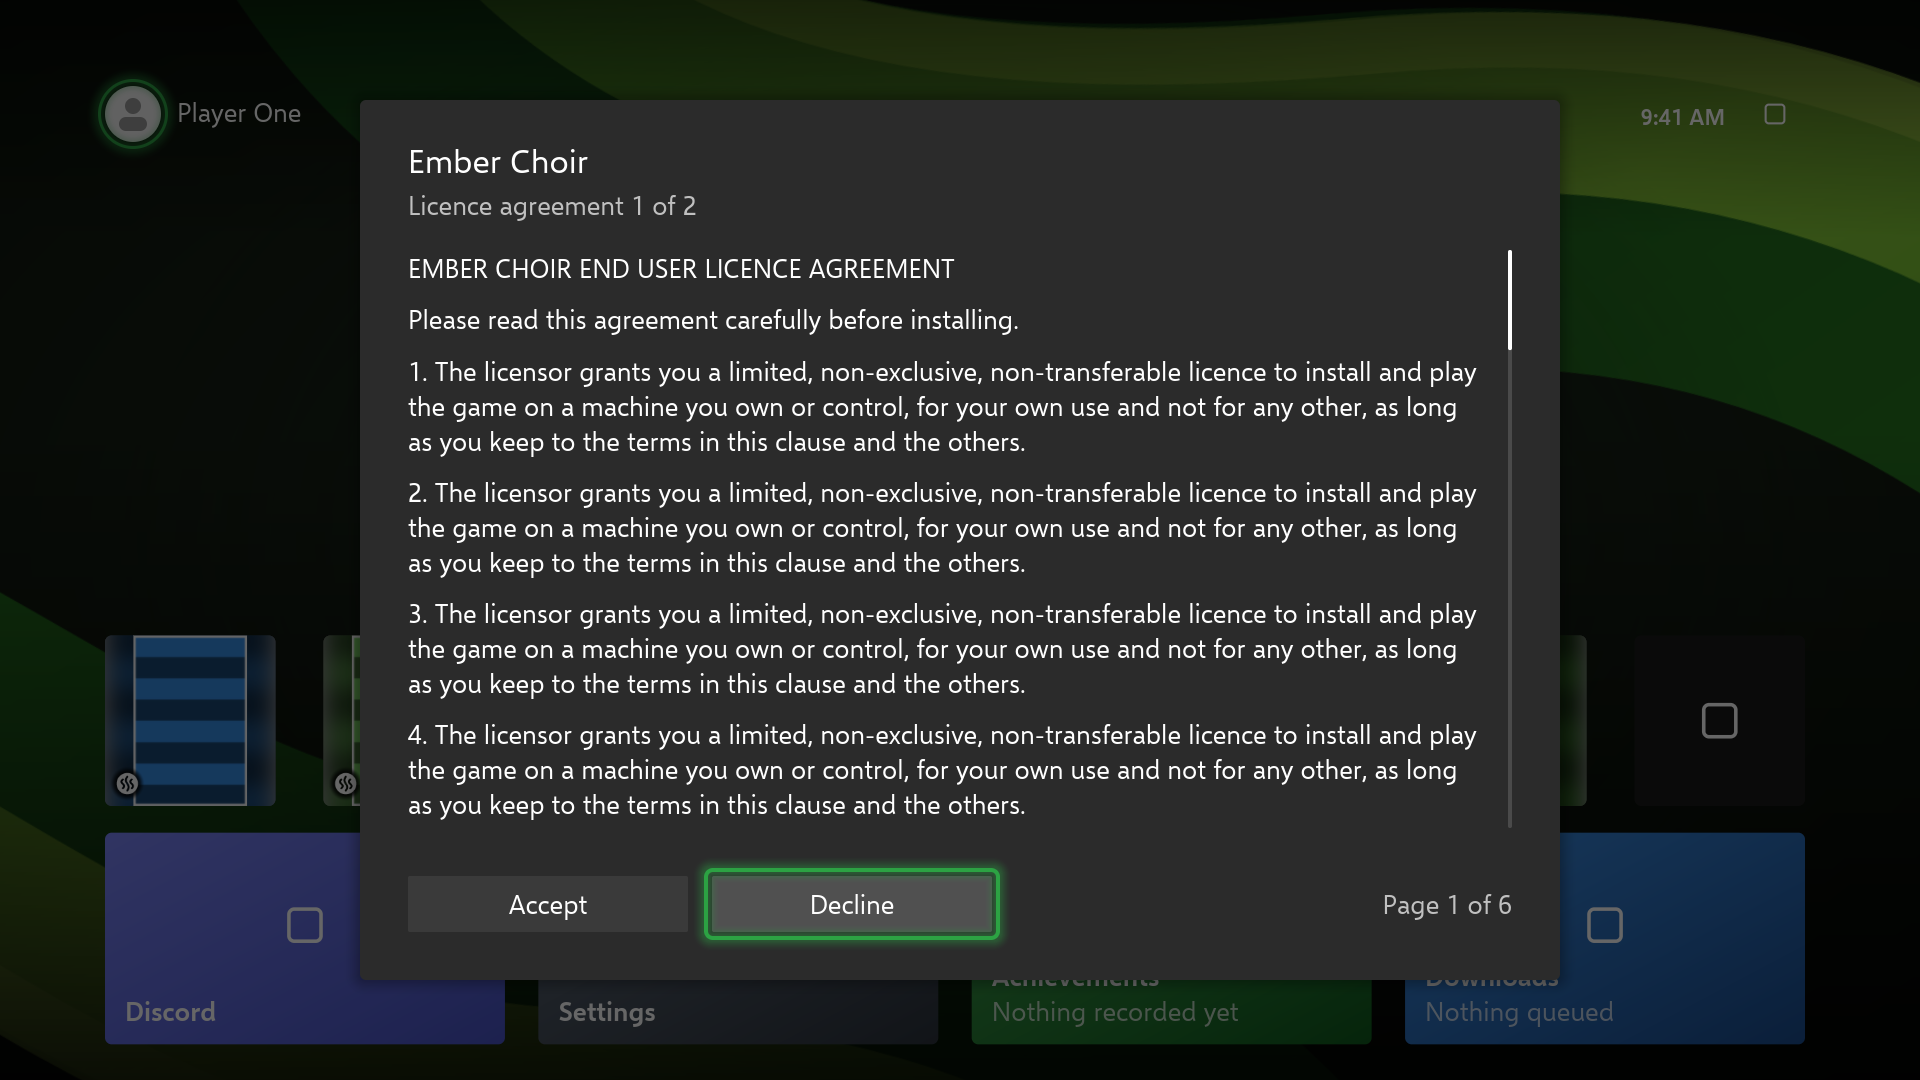 Player One
9:41 AM
Ember Choir
Licence agreement 1 of 2
EMBER CHOIR END USER LICENCE AGREEMENT
Please read this agreement carefully before installing.
1. The licensor grants you a limited, non-exclusive, non-transferable licence to install and play
the game on a machine you own or control, for your own use and not for any other, as long
as you keep to the terms in this clause and the others.
2. The licensor grants you a limited, non-exclusive, non-transferable licence to install and play
the game on a machine you own or control, for your own use and not for any other, as long
as you keep to the terms in this clause and the others.
3. The licensor grants you a limited, non-exclusive, non-transferable licence to install and play
the game on a machine you own or control, for your own use and not for any other, as long
as you keep to the terms in this clause and the others.
4. The licensor grants you a limited, non-exclusive, non-transferable licence to install and play
the game on a machine you own or control, for your own use and not for any other, as long
as you keep to the terms in this clause and the others.
Accept
Decline
Page 1 of 6
Discord
Settings
Achievements
Nothing recorded yet
Downloads
Nothing queued